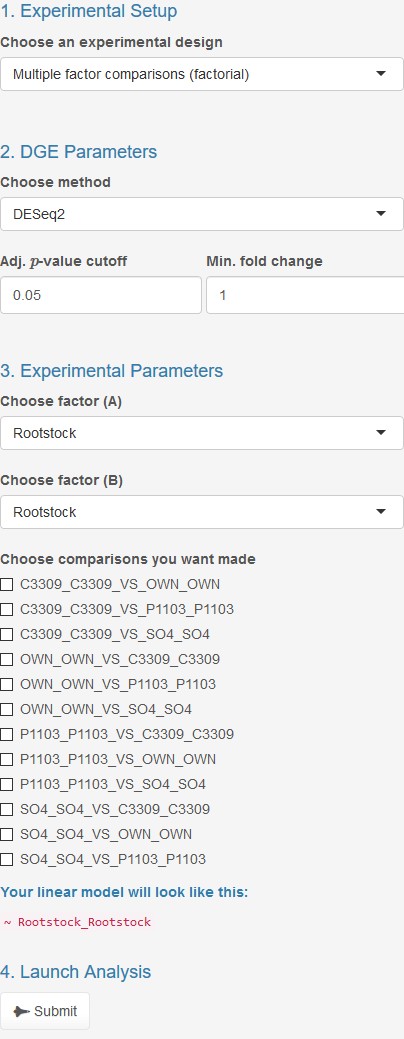 1. Experimental Setup
Choose an experimental design
Multiple factor comparisons (factorial)
2. DGE Parameters
Choose method
DESeq2
Adj. p-value cutoff Min. fold change
0.05 1
3. Experimental Parameters
Choose factor (A)
Rootstock
Choose factor (B)
Rootstock
Choose comparisons you want made
C3309_C3309_VS_OWN_OWN
C3309_C3309_VS_P1103_P1103
C3309_C3309_VS_SO4_SO4
OWN_OWN_VS_C3309_C3309
OWN_OWN_VS_P1103_P1103
OWN_OWN_VS_SO4_SO4
P1103_P1103_VS_C3309_C3309
P1103_P1103_VS_OWN_OWN
P1103_P1103_VS_SO4_SO4
SO4_SO4_VS_C3309_C3309
SO4_SO4_VS_OWN_OWN
SO4_SO4_VS_P1103_P1103
Your linear model will look like this:
~ Rootstock_Rootstock
4. Launch Analysis
Submit